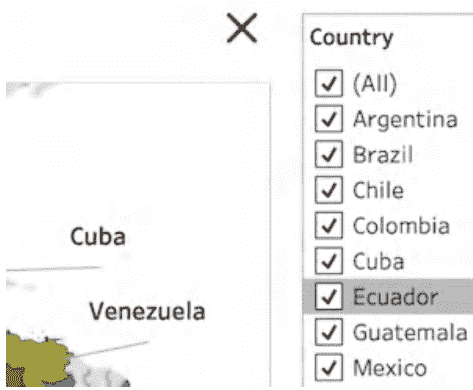 Country
(All)
Argentina
Brazil
Chile
Colombia
Cuba
Cuba
Ecuador
Venezuela
Guatemala
Mexico